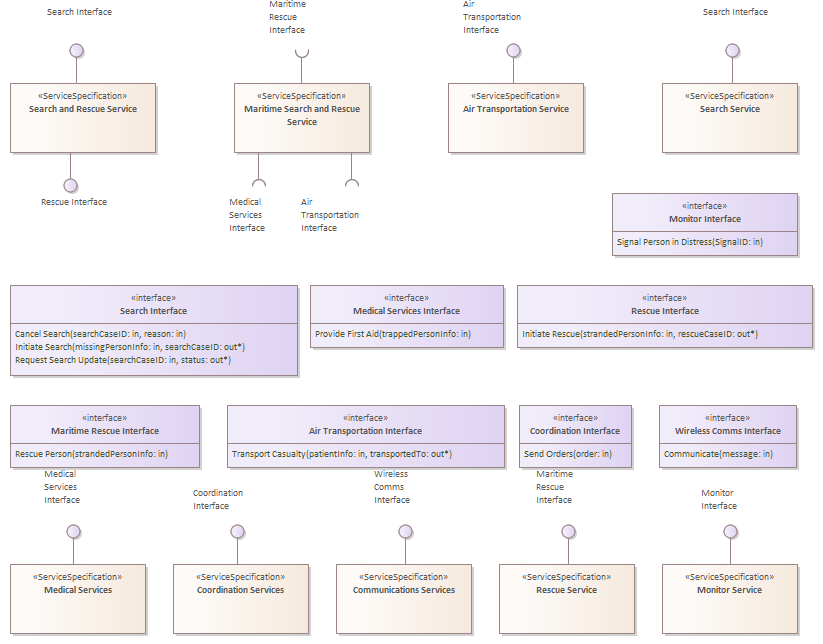 Search Interface
Maritime
Rescue
Interface
Air
Transportation
Interface
Search Interface
«ServiceSpecification»
Search and Rescue Service
«ServiceSpecification»
Maritime Search and Rescue
Service
«ServiceSpecification»
Air Transportation Service
«ServiceSpecification»
Search Service
Rescue Interface
Medical
Services
Interface
Air
Transportation
Interface
«interface»
Monitor Interface
Signal Person in Distress(SignalID: in)
«interface»
Search Interface
Cancel Search(searchCaseID: in, reason: in)
Initiate Search(missingPersonInfo: in, searchCaseID: out*)
Request Search Update(searchCaseID: in, status: out*)
«interface»
Medical Services Interface
Provide First Aid(trappedPersonInfo: in)
«interface»
Rescue Interface
Initiate Rescue(strandedPersonInfo: in, rescueCaseID: out*)
«interface»
Maritime Rescue Interface
Rescue Person(strandedPersonInfo: in)
«interface»
Air Transportation Interface
Transport Casualty(patientInfo: in, transportedTo: out*)
«interface»
Coordination Interface
Send Orders(order: in)
«interface»
Wireless Comms Interface
Communicate(message: in)
Medical
Services
Interface
Coordination
Interface
Wireless
Comms
Interface
Maritime
Rescue
Interface
Monitor
Interface
«ServiceSpecification»
Medical Services
«ServiceSpecification»
Coordination Services
«ServiceSpecification»
Communications Services
«ServiceSpecification»
Rescue Service
«ServiceSpecification»
Monitor Service